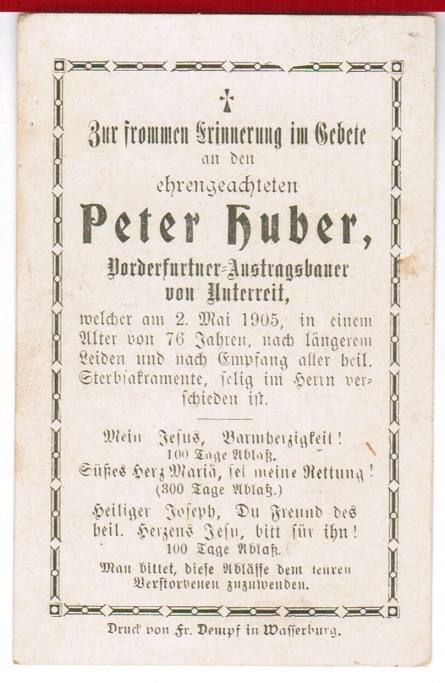 Zur frommen Erinnerung im Gebete
an den
ehrengeachteten
Peter Huber,
Vorderfurtner-Austragsbauer
von Unterreit,
welcher am 2. Mai 1905, in einem
Alter von 76 Jahren, nach längerem
Leiden und nach Empfang aller heil.
Sterbsakramente, selig im Herrn ver-
schieden ist.
Mein Jesus, Barmherzigkeit!
100 Tage Ablaß.
Süßes Herz Mariä, sei meine Rettung!
(300 Tage Ablaß.)
Heiliger Joseph, Du Freund des
heil. Herzens Jesu, bitt für ihn!
100 Tage Ablaß.
Man bittet, diese Ablässe dem teuren
Verstorbenen zuzuwenden.
Druck von Fr. Dempf in Wasserburg.